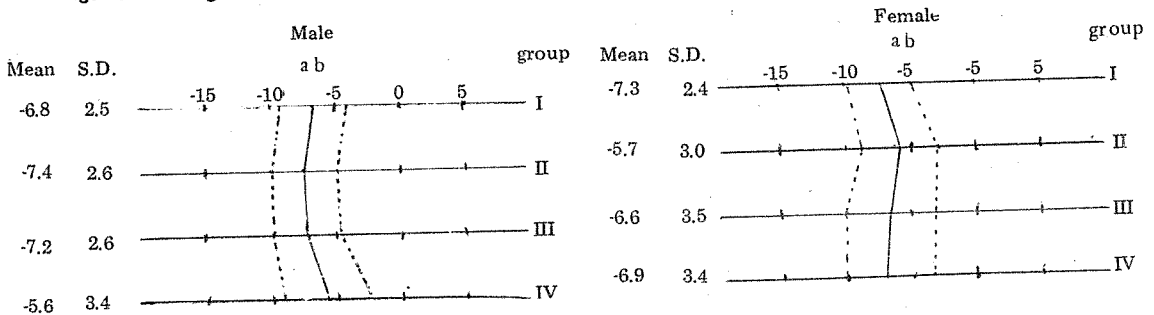 Male
group
Mean S.D. a b
-15 -10 -5 0 5 I
-6.8 2.5
-7.4 2.6 II
-7.2 2.6 III
-5.6 3.4 IV
Female
group
Mean S.D. a b
-15 -10 -5 -5 5 I
-7.3 2.4
-5.7 3.0 II
-6.6 3.5 III
-6.9 3.4 IV